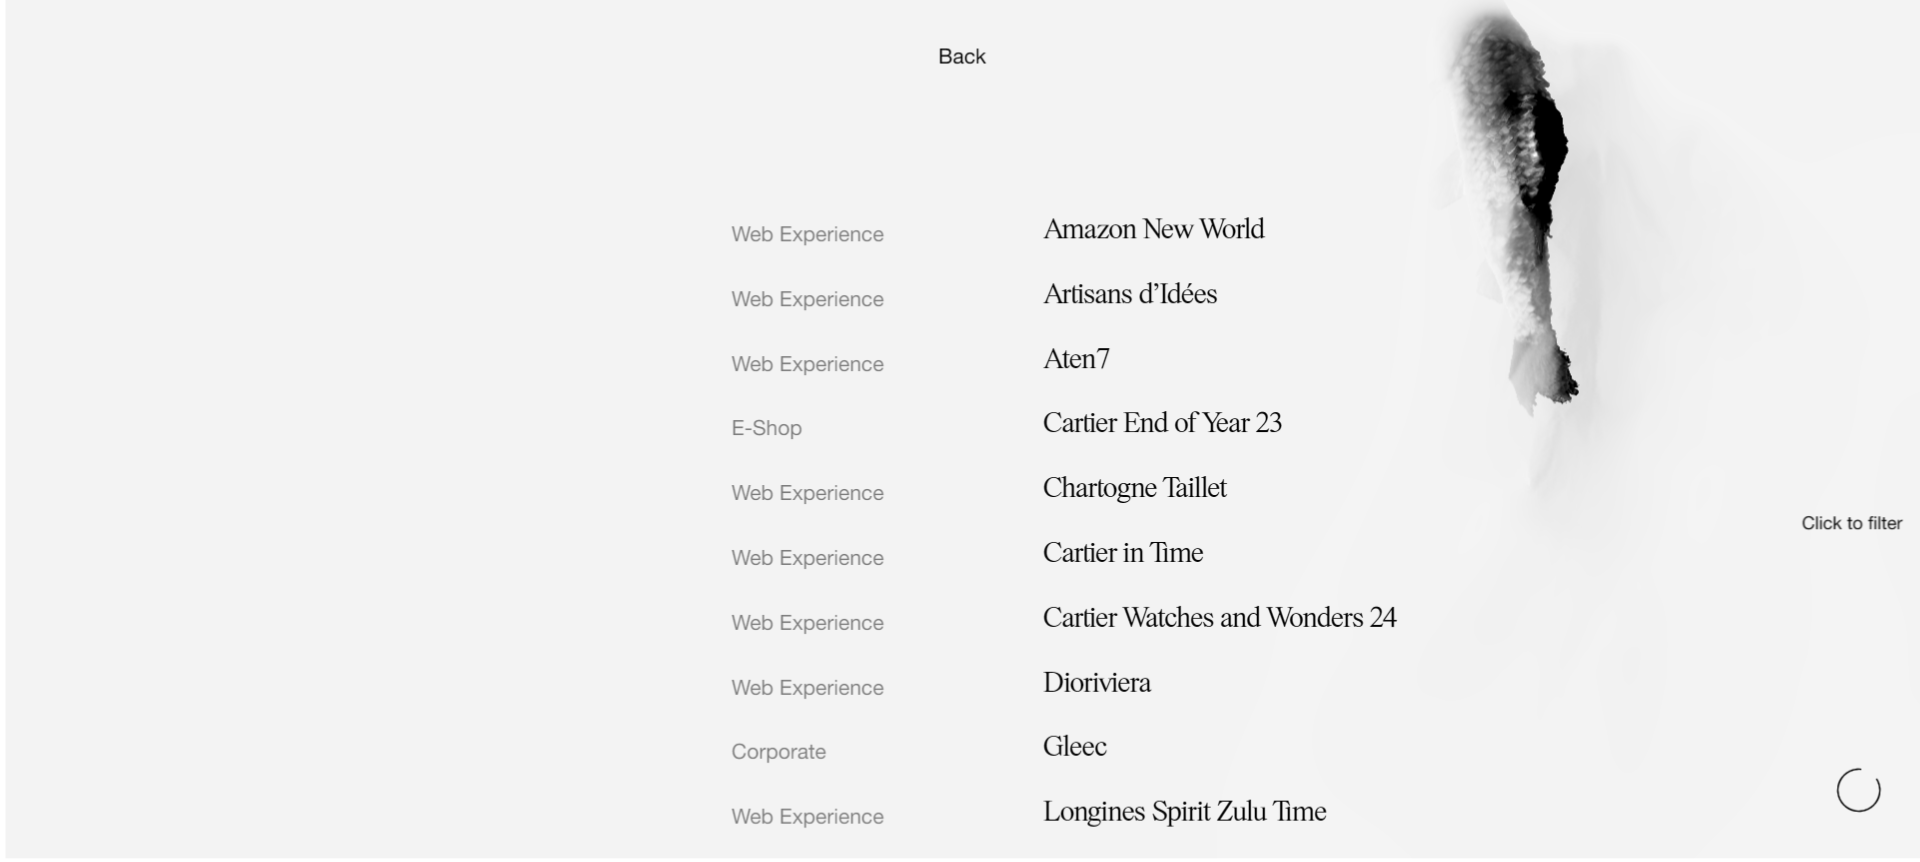 Back
Web Experience Amazon New World
Web Experience Artisans d’Idées
Web Experience Aten7
E-Shop Cartier End of Year 23
Web Experience Chartogne Taillet
Click to filter
Web Experience Cartier in Time
Web Experience Cartier Watches and Wonders 24
Web Experience Dioriviera
Corporate Gleec
Web Experience Longines Spirit Zulu Time